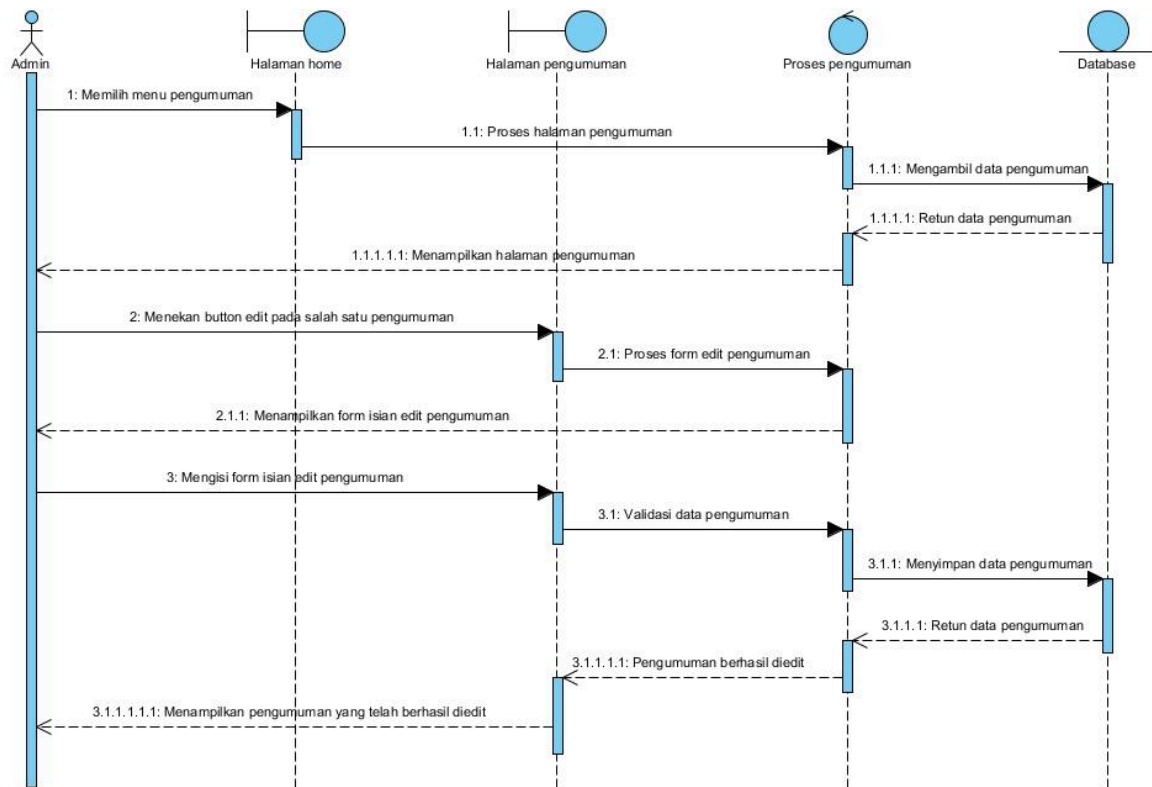 Admin
Halaman home
Halaman pengumuman
Proses pengumuman
Database
1: Memilih menu pengumuman
1.1: Proses halaman pengumuman
1.1.1: Mengambil data pengumuman
1.1.1.1: Retun data pengumuman
1.1.1.1.1: Menampilkan halaman pengumuman
2: Menekan button edit pada salah satu pengumuman
2.1: Proses form edit pengumuman
2.1.1: Menampilkan form isian edit pengumuman
3: Mengisi form isian edit pengumuman
3.1: Validasi data pengumuman
3.1.1: Menyimpan data pengumuman
3.1.1.1: Retun data pengumuman
3.1.1.1.1: Pengumuman berhasil diedit
3.1.1.1.1.1: Menampilkan pengumuman yang telah berhasil diedit